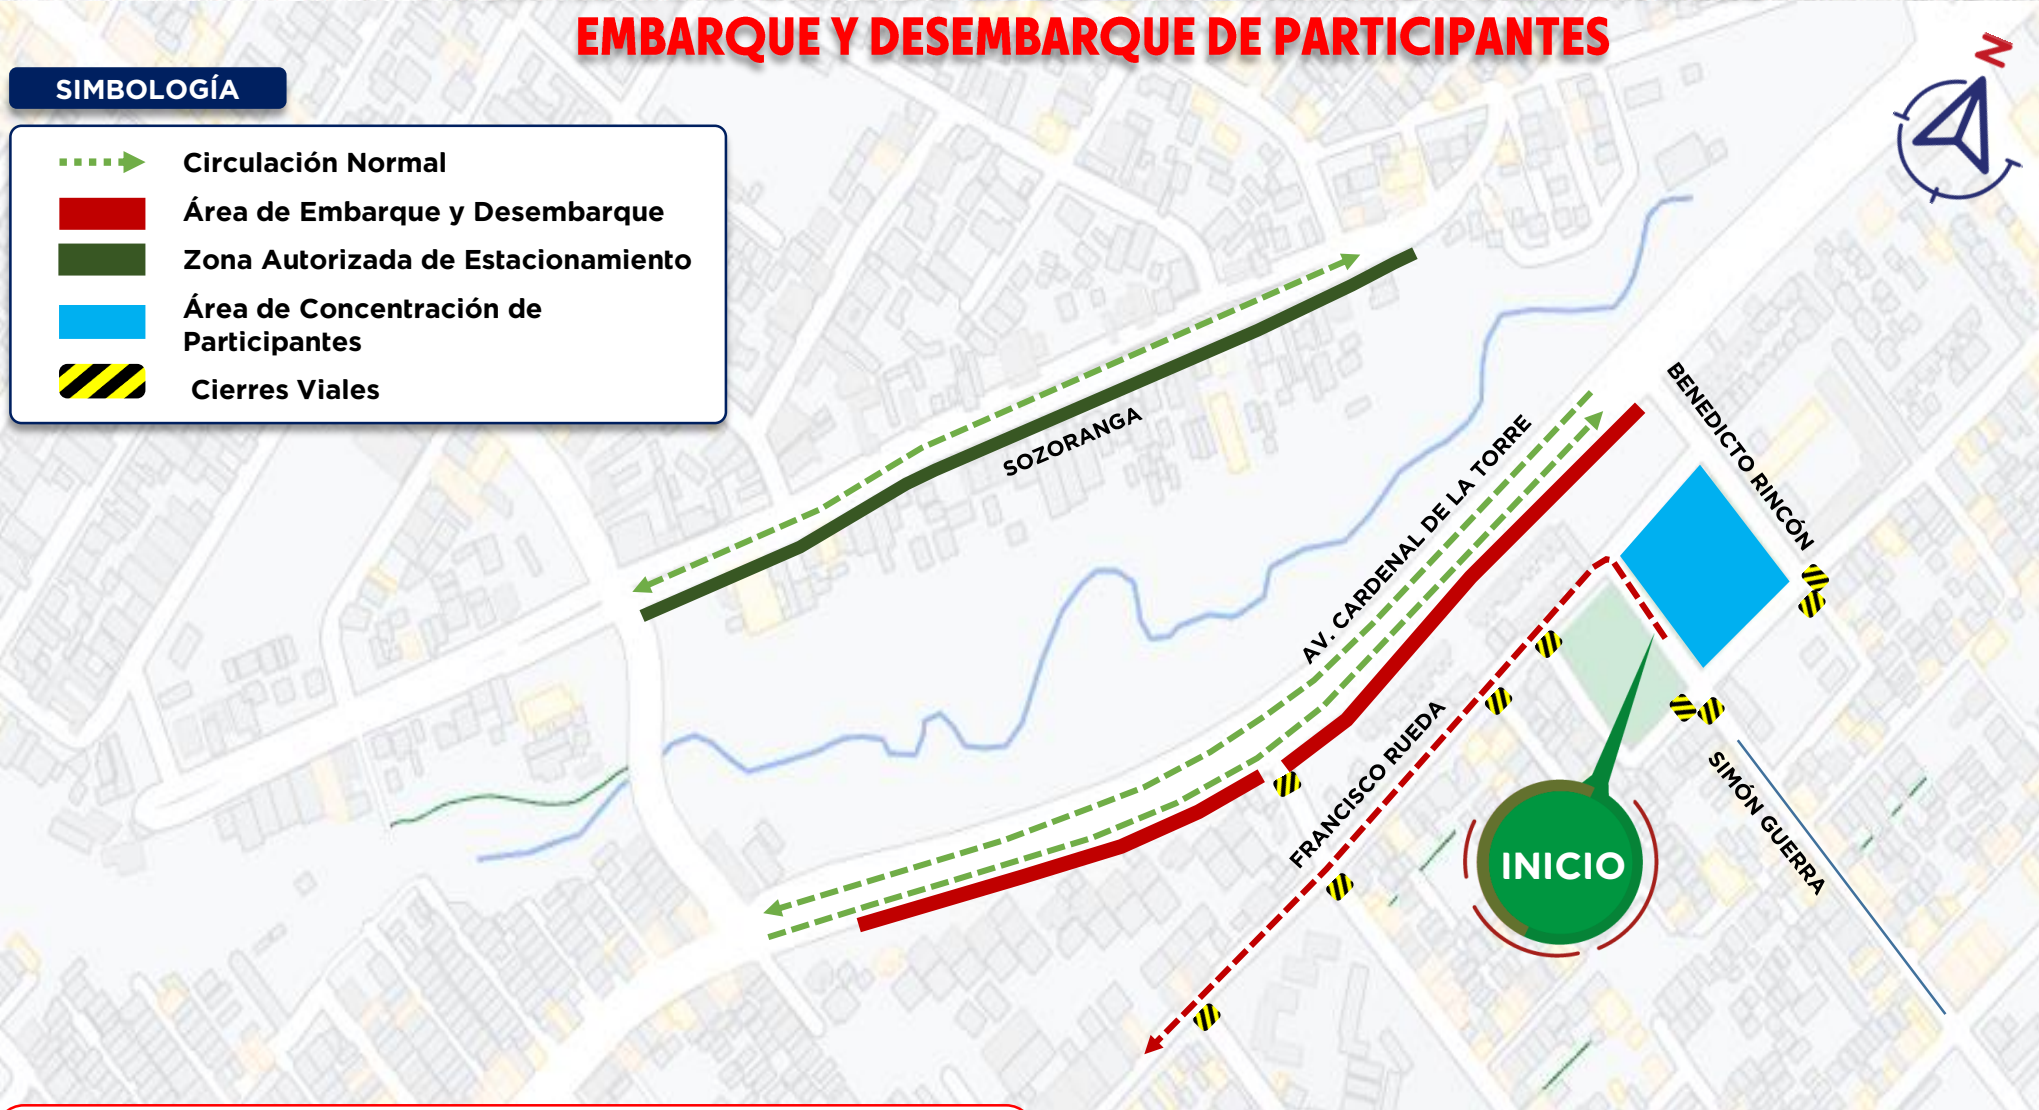 EMBARQUE Y DESEMBARQUE DE PARTICIPANTES
N
SIMBOLOGÍA
Circulación Normal
Área de Embarque y Desembarque
Zona Autorizada de Estacionamiento
Área de Concentración de
Participantes
Cierres Viales
SOZORANGA
AV. CARDENAL DE LA TORRE
BENEDICTO RINCÓN
FRANCISCO RUEDA
SIMÓN GUERRA
INICIO